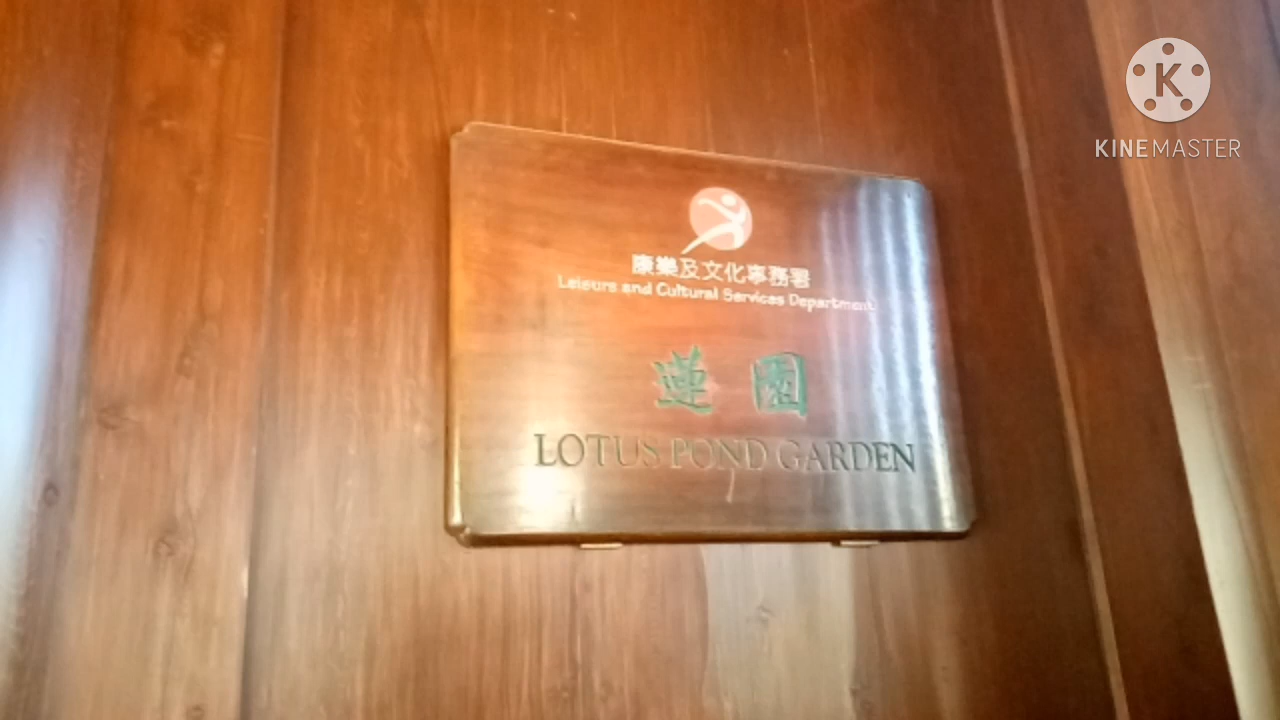 K
KINEMASTER
康樂及文化事務署
Leisure and Cultural Services Department
蓮園
LOTUS POND GARDEN